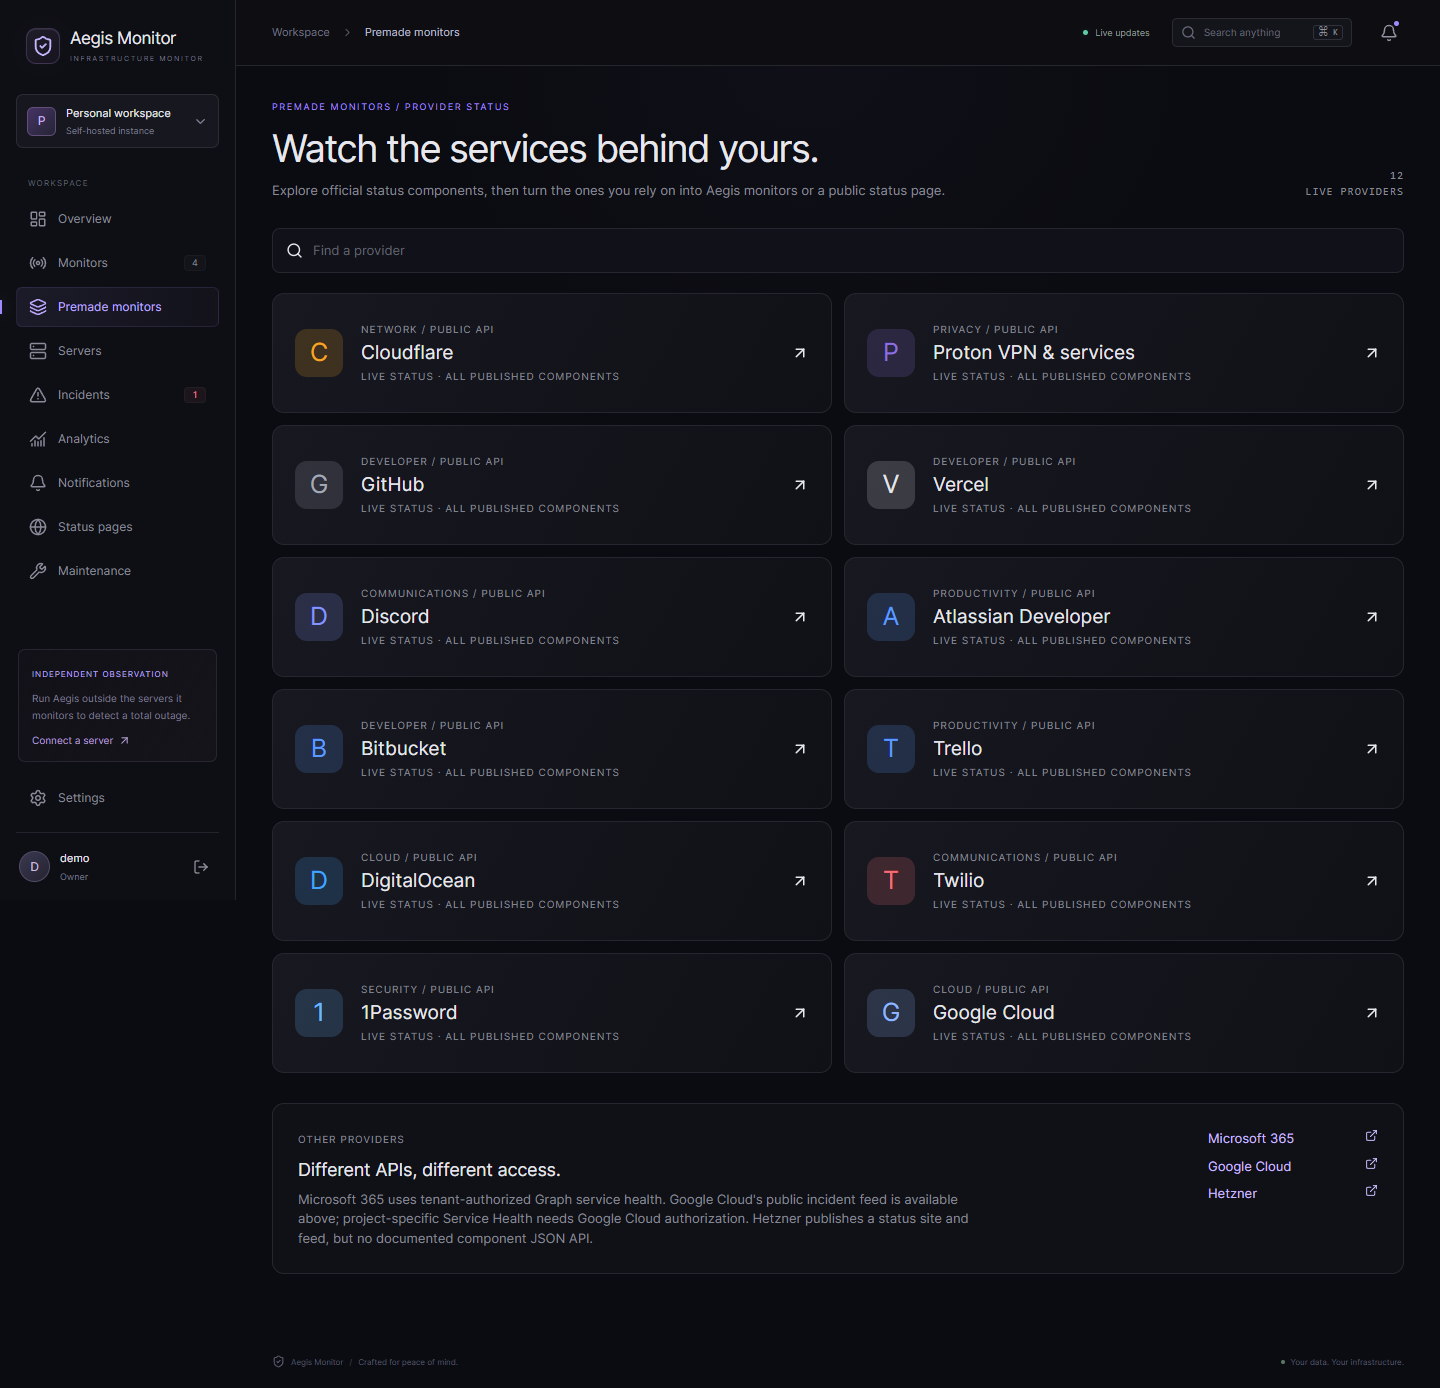 Aegis Monitor
INFRASTRUCTURE MONITOR
P
Personal workspace
Self-hosted instance
WORKSPACE
Overview
Monitors 4
Premade monitors
Servers
Incidents 1
Analytics
Notifications
Status pages
Maintenance
INDEPENDENT OBSERVATION
Run Aegis outside the servers it
monitors to detect a total outage.
Connect a server
Settings
D
demo
Owner
Workspace Premade monitors
Live updates
Search anything ⌘ K
PREMADE MONITORS / PROVIDER STATUS
Watch the services behind yours.
Explore official status components, then turn the ones you rely on into Aegis monitors or a public status page.
12
LIVE PROVIDERS
Find a provider
C
NETWORK / PUBLIC API
Cloudflare
LIVE STATUS · ALL PUBLISHED COMPONENTS
P
PRIVACY / PUBLIC API
Proton VPN & services
LIVE STATUS · ALL PUBLISHED COMPONENTS
G
DEVELOPER / PUBLIC API
GitHub
LIVE STATUS · ALL PUBLISHED COMPONENTS
V
DEVELOPER / PUBLIC API
Vercel
LIVE STATUS · ALL PUBLISHED COMPONENTS
D
COMMUNICATIONS / PUBLIC API
Discord
LIVE STATUS · ALL PUBLISHED COMPONENTS
A
PRODUCTIVITY / PUBLIC API
Atlassian Developer
LIVE STATUS · ALL PUBLISHED COMPONENTS
B
DEVELOPER / PUBLIC API
Bitbucket
LIVE STATUS · ALL PUBLISHED COMPONENTS
T
PRODUCTIVITY / PUBLIC API
Trello
LIVE STATUS · ALL PUBLISHED COMPONENTS
D
CLOUD / PUBLIC API
DigitalOcean
LIVE STATUS · ALL PUBLISHED COMPONENTS
T
COMMUNICATIONS / PUBLIC API
Twilio
LIVE STATUS · ALL PUBLISHED COMPONENTS
1
SECURITY / PUBLIC API
1Password
LIVE STATUS · ALL PUBLISHED COMPONENTS
G
CLOUD / PUBLIC API
Google Cloud
LIVE STATUS · ALL PUBLISHED COMPONENTS
OTHER PROVIDERS
Different APIs, different access.
Microsoft 365 uses tenant-authorized Graph service health. Google Cloud's public incident feed is available
above; project-specific Service Health needs Google Cloud authorization. Hetzner publishes a status site and
feed, but no documented component JSON API.
Microsoft 365
Google Cloud
Hetzner
Aegis Monitor / Crafted for peace of mind.
Your data. Your infrastructure.